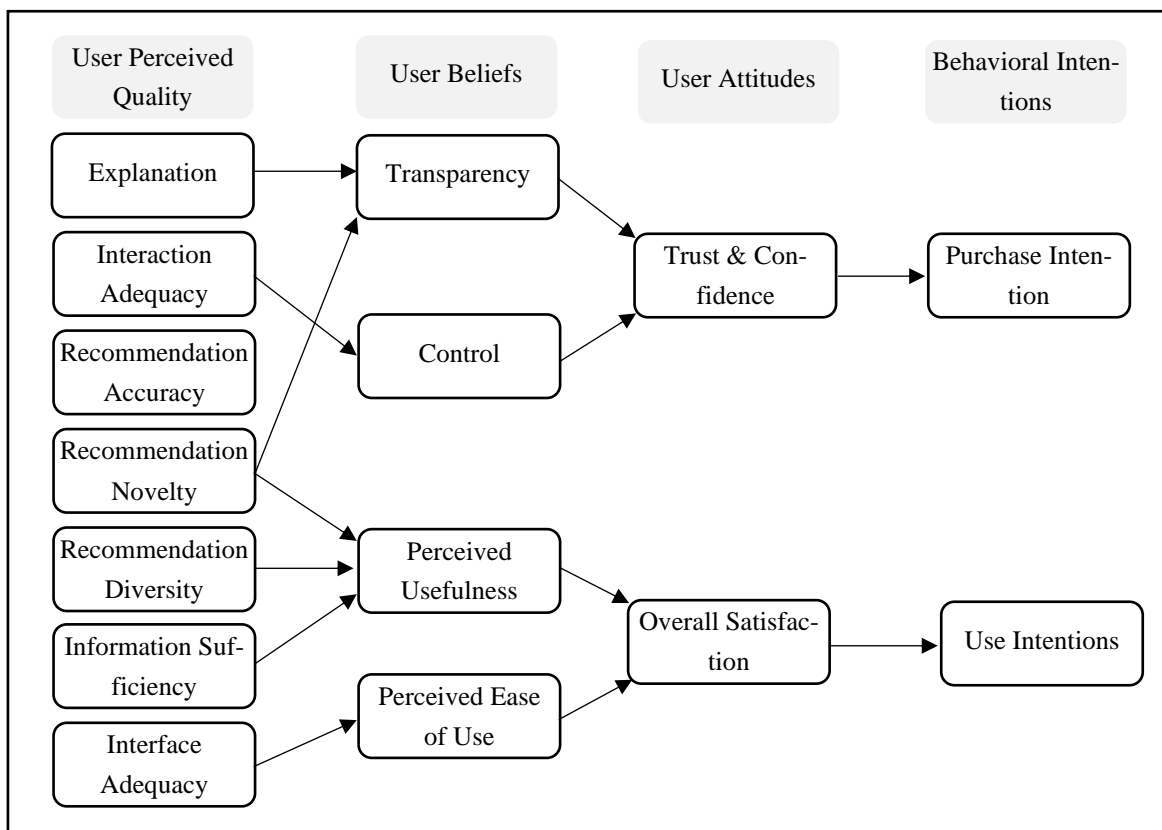 User Perceived
Quality
User Beliefs
User Attitudes
Behavioral Inten-
tions
Explanation
Interaction
Adequacy
Recommendation
Accuracy
Recommendation
Novelty
Recommendation
Diversity
Information Suf-
ficiency
Interface
Adequacy
Transparency
Control
Perceived
Usefulness
Perceived Ease
of Use
Trust & Con-
fidence
Overall Satisfac-
tion
Purchase Inten-
tion
Use Intentions